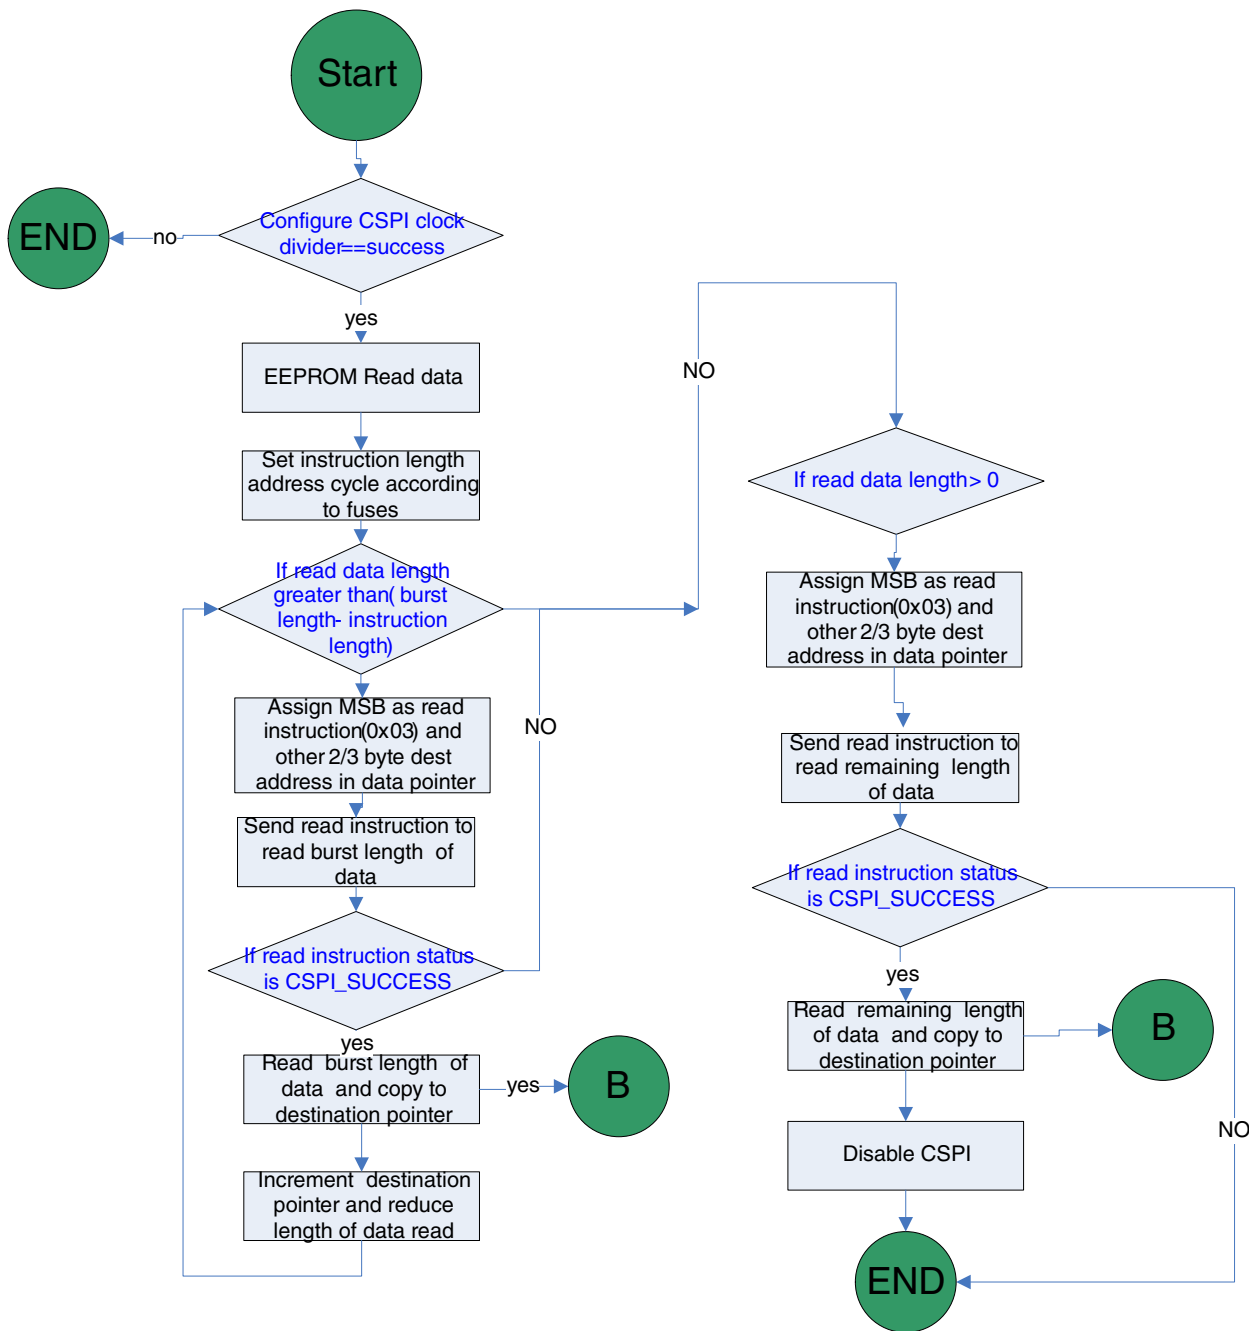 Start
Configure CSPI clock
divider==success
no
END
yes
EEPROM Read data
Set instruction length
address cycle according
to fuses
If read data length
greater than( burst
length- instruction
length)
NO
Assign MSB as read
instruction(0x03) and
other 2/3 byte dest
address in data pointer
NO
Send read instruction to
read burst length of
data
If read instruction status
is CSPI_SUCCESS
yes
Read burst length of
data and copy to
destination pointer
yes
B
Increment destination
pointer and reduce
length of data read
If read data length> 0
Assign MSB as read
instruction(0x03) and
other 2/3 byte dest
address in data pointer
Send read instruction to
read remaining length
of data
If read instruction status
is CSPI_SUCCESS
yes
Read remaining length
of data and copy to
destination pointer
B
NO
Disable CSPI
END